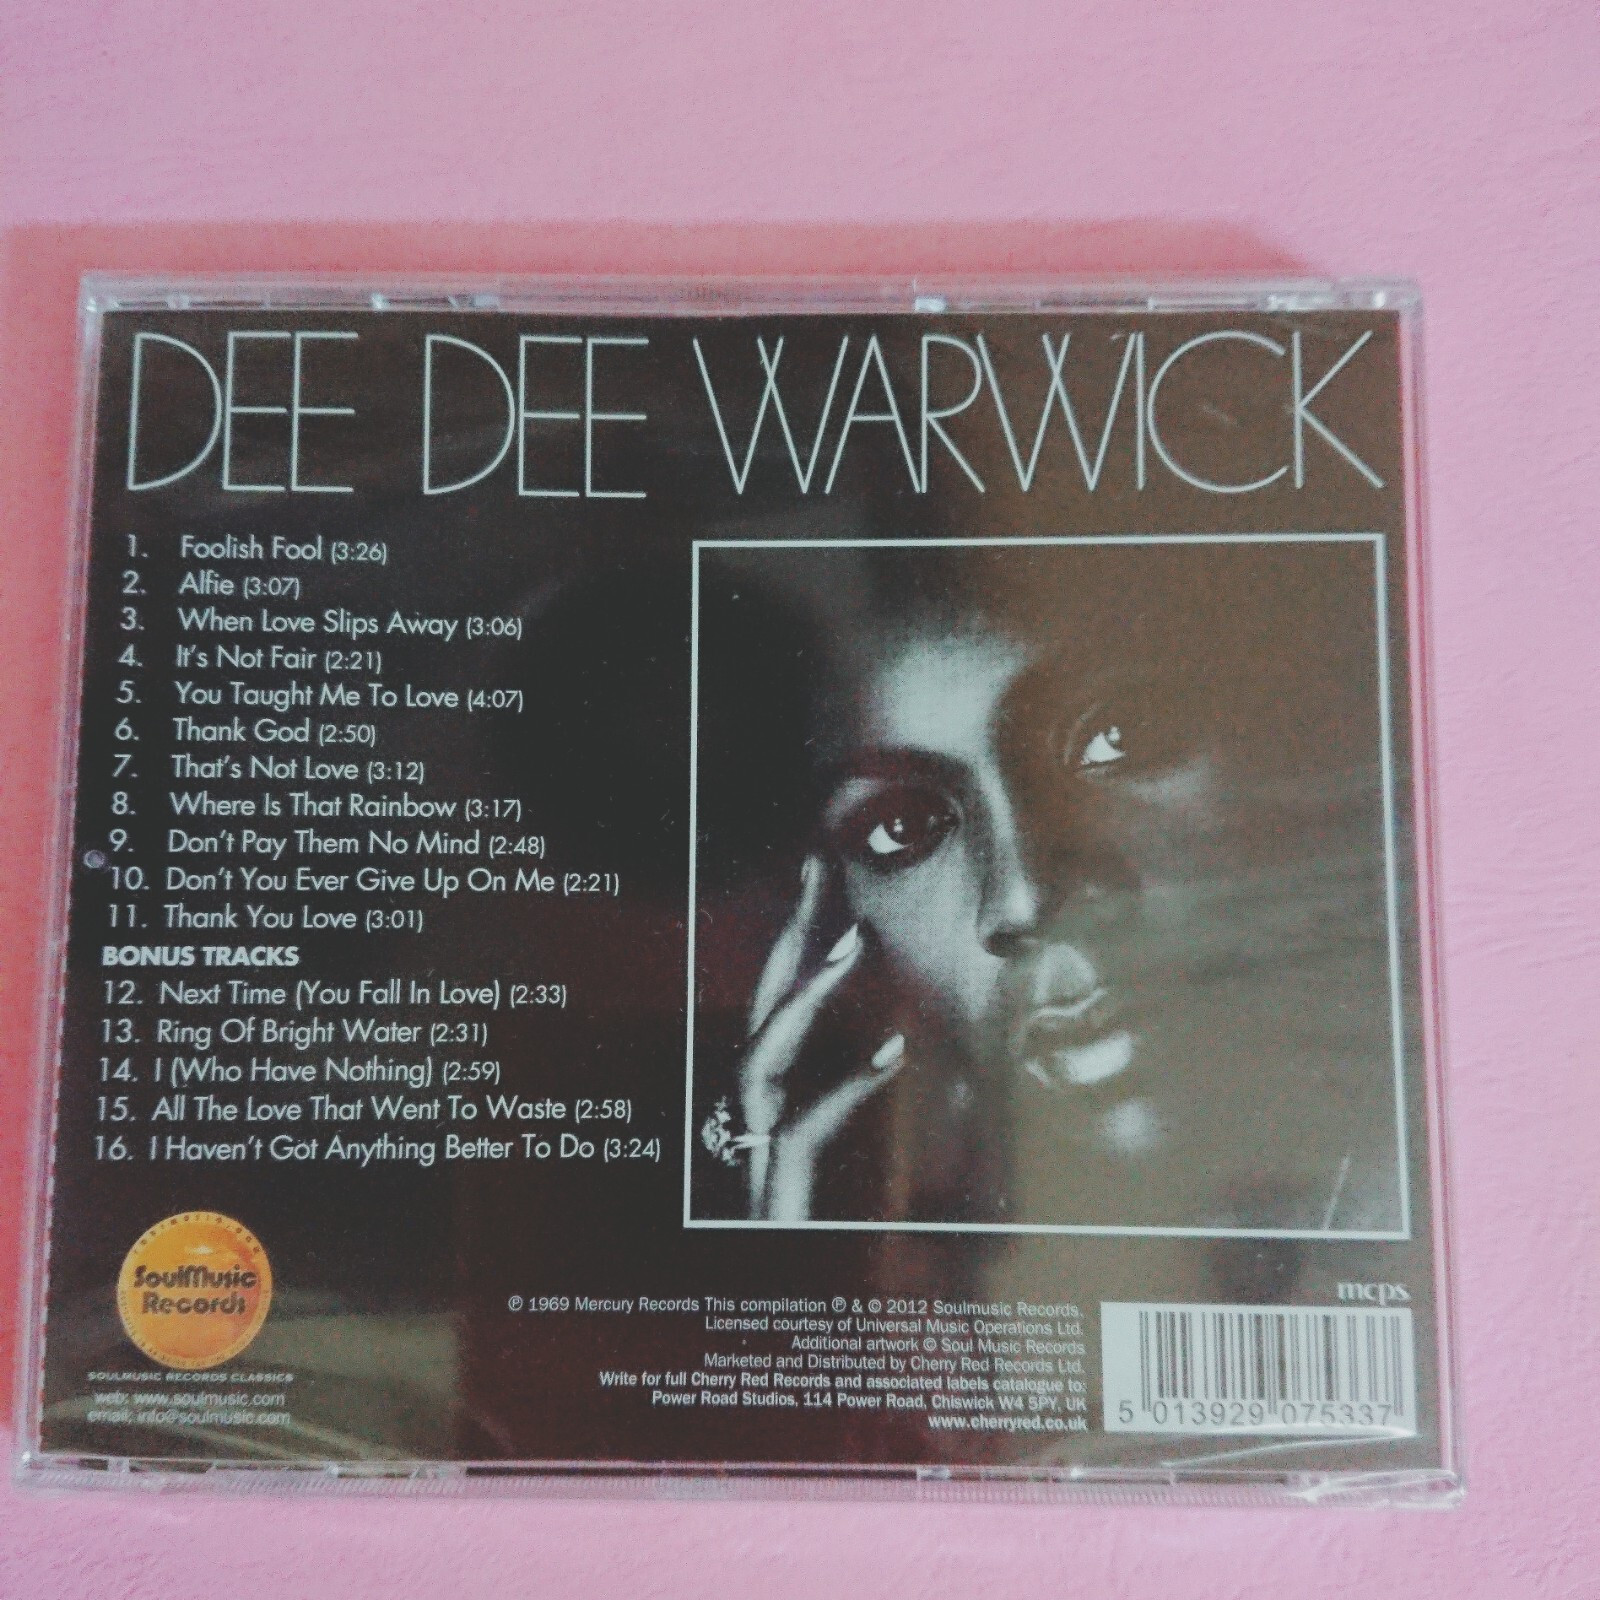 DEE DEE WARWICK
1. Foolish Fool (3:26)
2. Alfie (3:07)
3. When Love Slips Away (3:06)
4. It's Not Fair (2:21)
5. You Taught Me To Love (4:07)
6. Thank God (2:50)
7. That's Not Love (3:12)
8. Where Is That Rainbow (3:17)
9. Don't Pay Them No Mind (2:48)
10. Don't You Ever Give Up On Me (2:21)
11. Thank You Love (3:01)
BONUS TRACKS
12. Next Time (You Fall In Love) (2:33)
13. Ring Of Bright Water (2:31)
14. I (Who Have Nothing) (2:59)
15. All The Love That Went To Waste (2:58)
16. I Haven't Got Anything Better To Do (3:24)
SoulMusic
Records
SOULMUSIC RECORDS CLASSICS
web: www.soulmusic.com
email; info@soulmusic.com
℗ 1969 Mercury Records This compilation ℗ & © 2012 Soulmusic Records.
Licensed courtesy of Universal Music Operations Ltd.
Additional artwork © Soul Music Records
Marketed and Distributed by Cherry Red Records Ltd.
Write for full Cherry Red Records and associated labels catalogue to:
Power Road Studios, 114 Power Road, Chiswick W4 5PY, UK
www.cherryred.co.uk
mcps
5 013929 075337